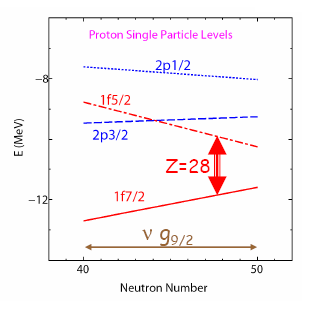 Proton Single Particle Levels
2p1/2
−8
1f5/2
2p3/2
E (MeV)
Z=28
−12
1f7/2
ν g9/2
40
50
Neutron Number